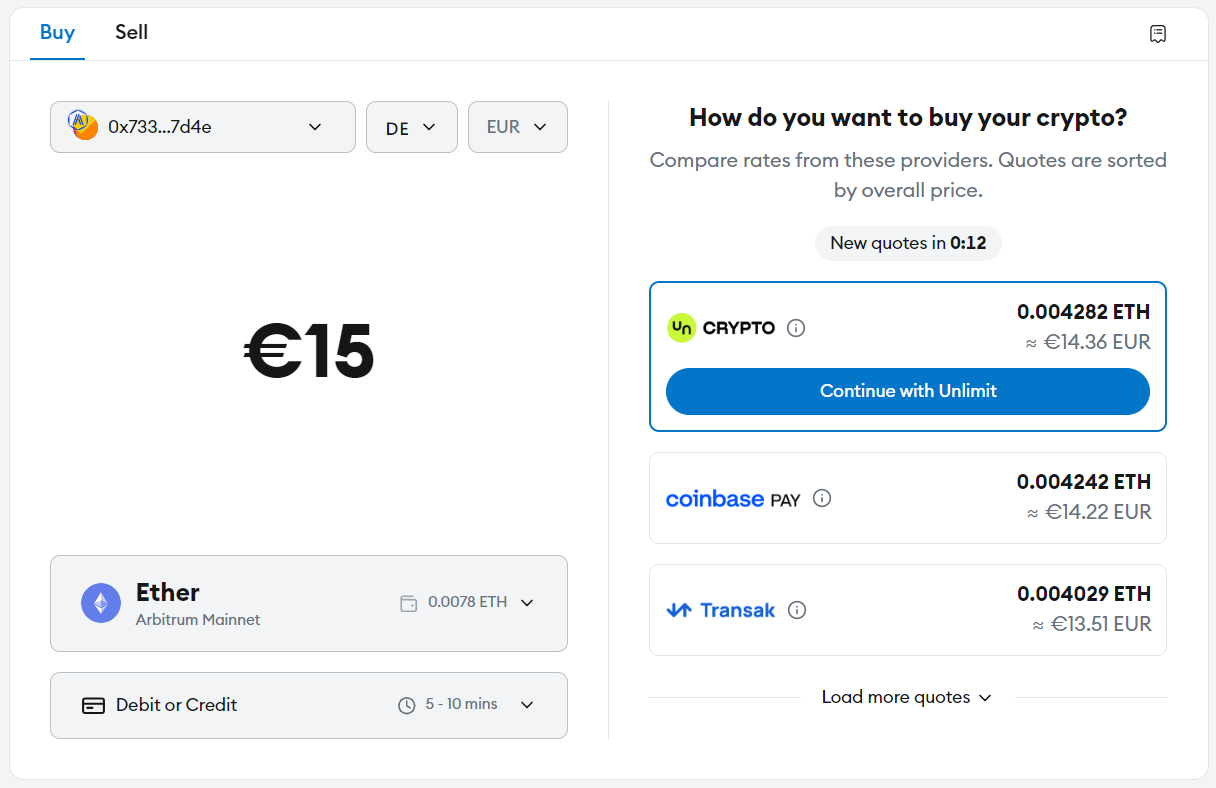 Buy
Sell
0x733...7d4e
DE
EUR
€15
Ether
Arbitrum Mainnet
0.0078 ETH
Debit or Credit
5 - 10 mins
How do you want to buy your crypto?
Compare rates from these providers. Quotes are sorted
by overall price.
New quotes in 0:12
Un CRYPTO
0.004282 ETH
≈ €14.36 EUR
Continue with Unlimit
coinbase PAY
0.004242 ETH
≈ €14.22 EUR
Transak
0.004029 ETH
≈ €13.51 EUR
Load more quotes